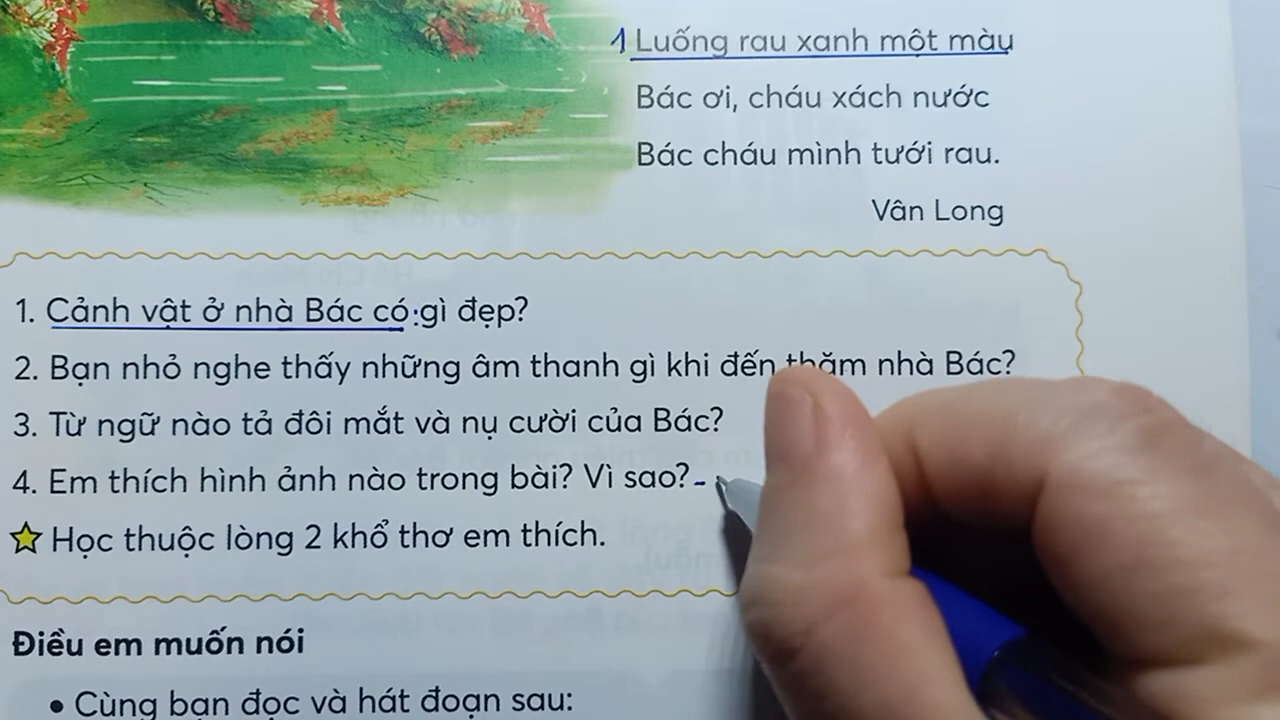 1 Luống rau xanh một màu
Bác ơi, cháu xách nước
Bác cháu mình tưới rau.
Vân Long
1. Cảnh vật ở nhà Bác có: gì đẹp?
2. Bạn nhỏ nghe thấy những âm thanh gì khi đến thăm nhà Bác?
3. Từ ngữ nào tả đôi mắt và nụ cười của Bác?
4. Em thích hình ảnh nào trong bài? Vì sao? -
Học thuộc lòng 2 khổ thơ em thích.
Điều em muốn nói
• Cùng bạn đọc và hát đoạn sau: